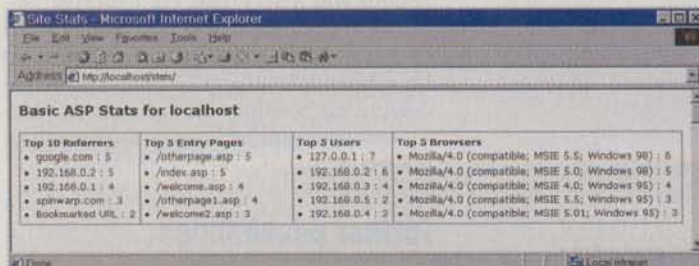 Site Stats - Microsoft Internet Explorer
File Edit View Favorites Tools Help
Address http://localhost/stats/
Basic ASP Stats for localhost
Top 10 Referrers
• google.com : 5
• 192.168.0.2 : 5
• 192.168.0.1 : 4
• spinwarp.com : 3
• Bookmarked URL : 2
Top 5 Entry Pages
• /otherpage.asp : 5
• /index.asp : 5
• /welcome.asp : 4
• /otherpage1.asp : 4
• /welcome2.asp : 3
Top 5 Users
• 127.0.0.1 : 7
• 192.168.0.2 : 6
• 192.168.0.3 : 4
• 192.168.0.5 : 2
• 192.168.0.4 : 2
Top 5 Browsers
• Mozilla/4.0 (compatible; MSIE 5.5; Windows 98) : 6
• Mozilla/4.0 (compatible; MSIE 5.0; Windows 98) : 5
• Mozilla/4.0 (compatible; MSIE 4.0; Windows 95) : 4
• Mozilla/4.0 (compatible; MSIE 5.5; Windows 95) : 3
• Mozilla/4.0 (compatible; MSIE 5.01; Windows 95) : 3
Done
Local intranet